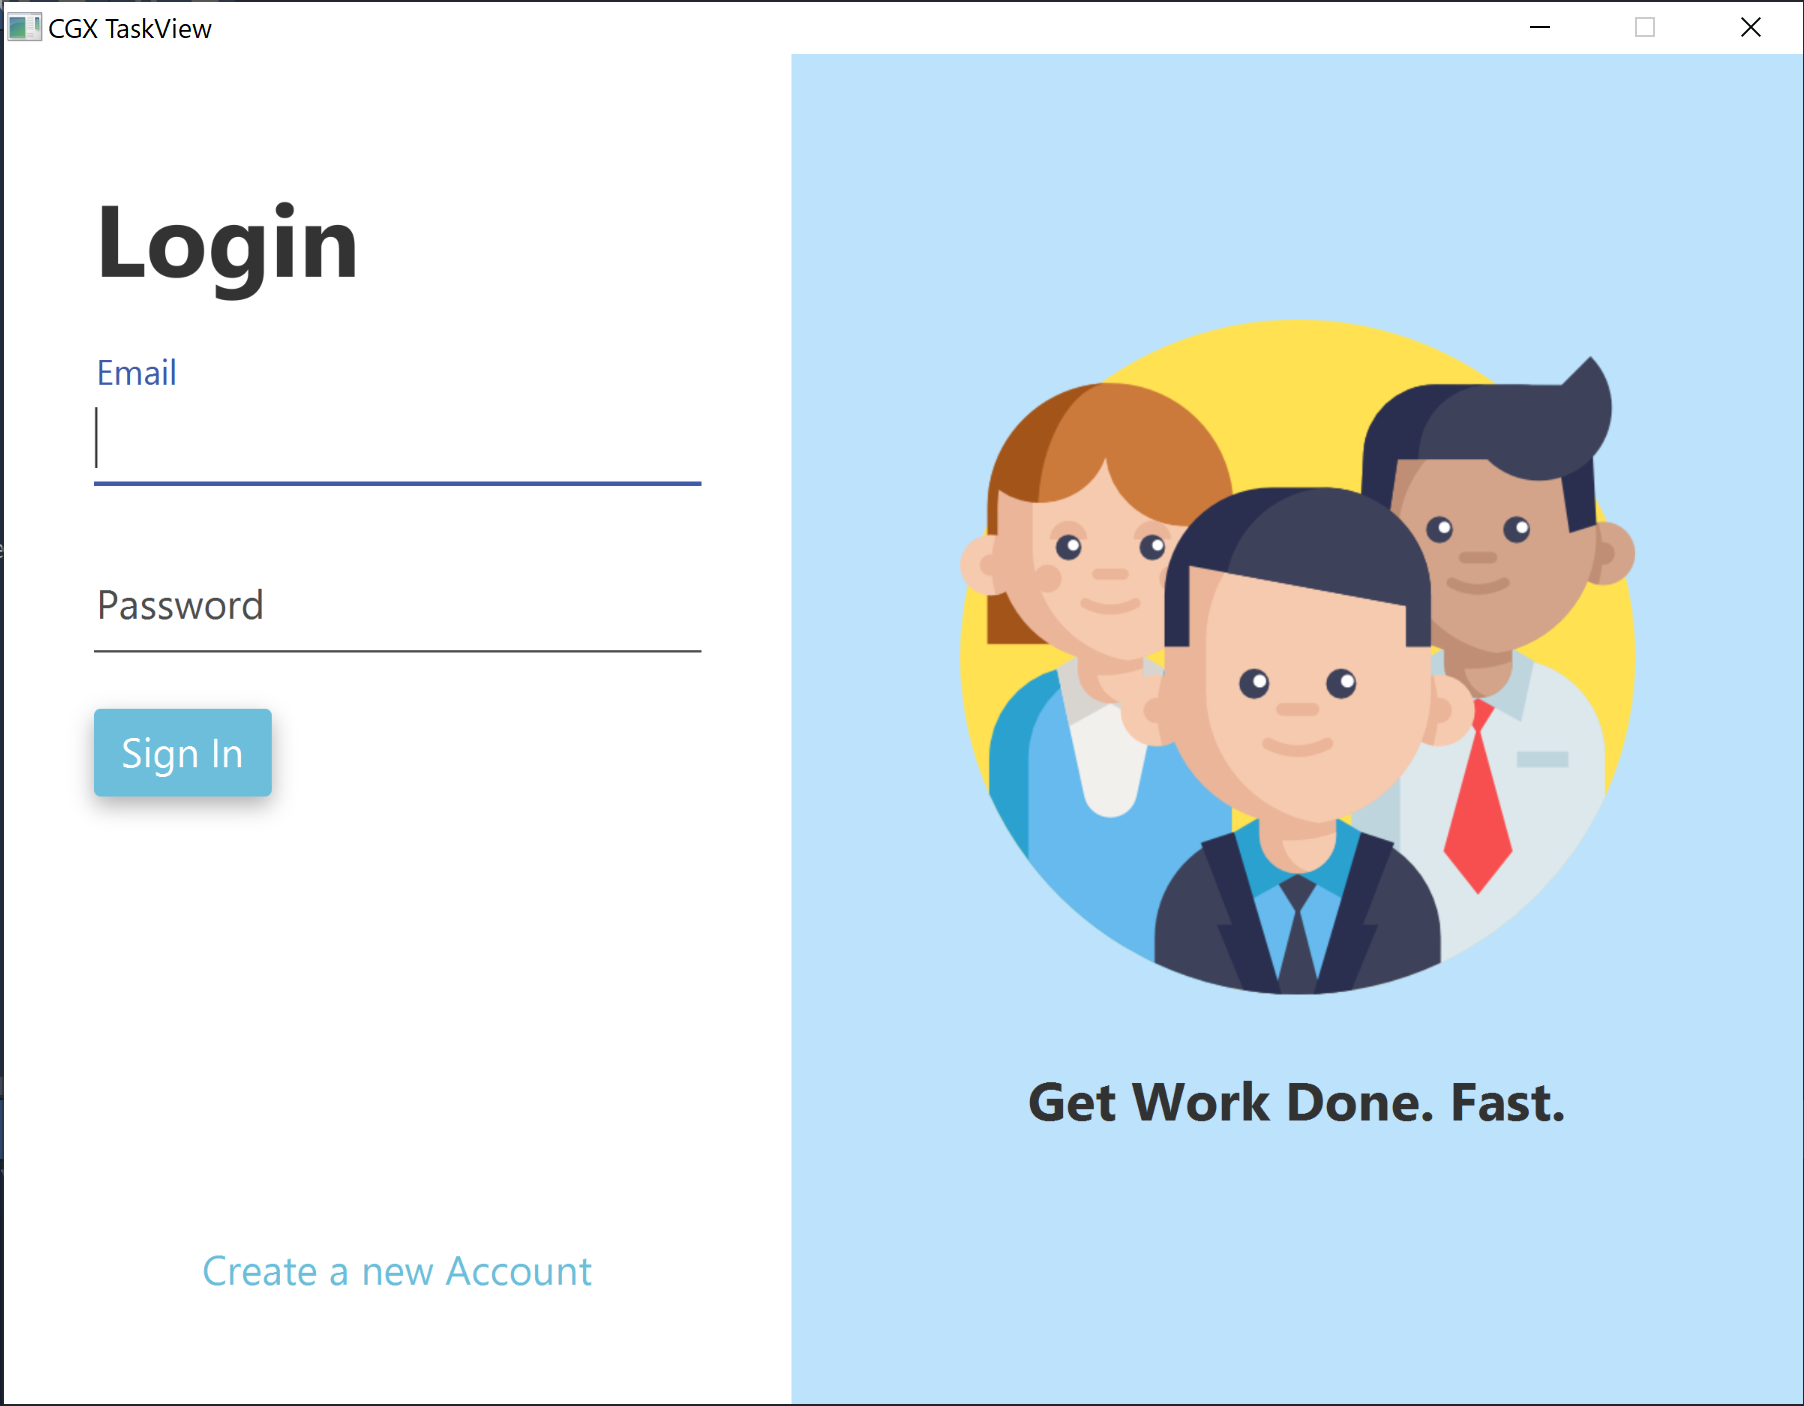 CGX TaskView
Login
Email
Password
Sign In
Create a new Account
Get Work Done. Fast.